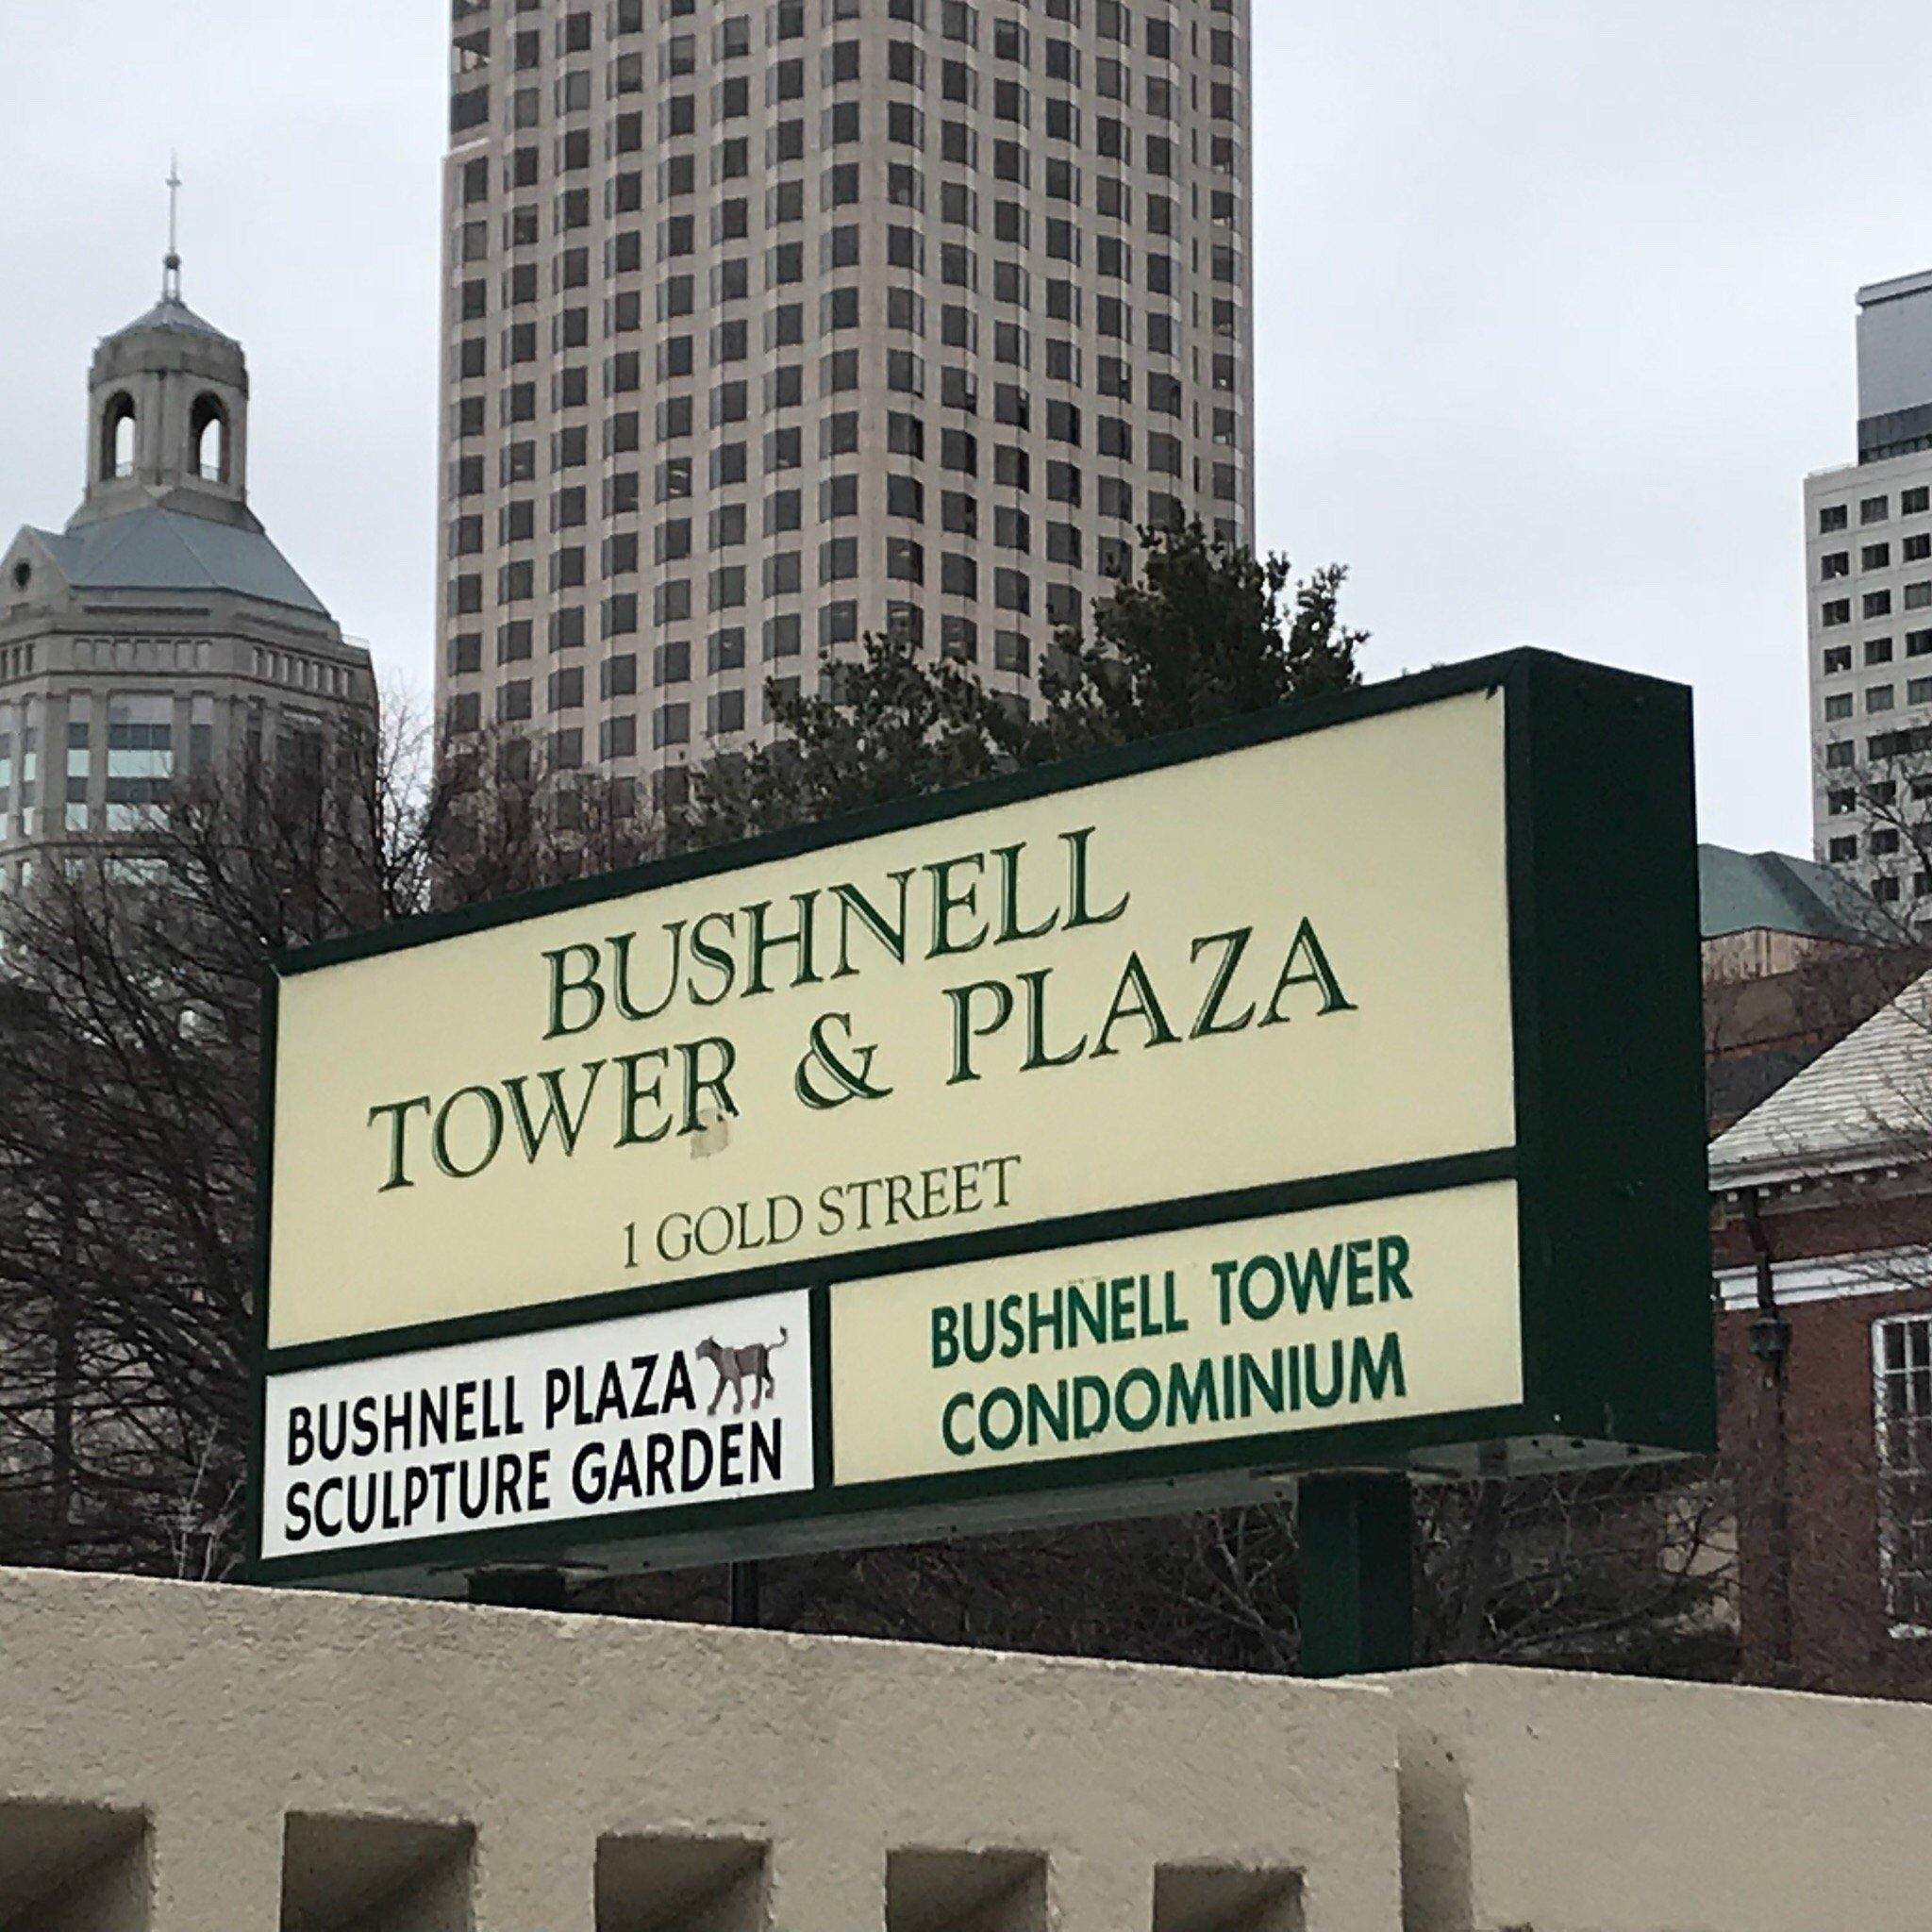 BUSHNELL
TOWER & PLAZA
1 GOLD STREET
BUSHNELL PLAZA
SCULPTURE GARDEN
BUSHNELL TOWER
CONDOMINIUM